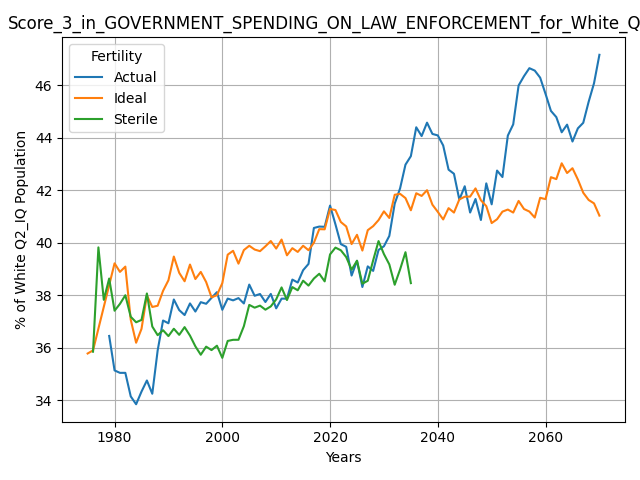 Score_3_in_GOVERNMENT_SPENDING_ON_LAW_ENFORCEMENT_for_White_Q
Fertility
Actual
Ideal
Sterile
% of White Q2_IQ Population
46
44
42
40
38
36
34
1980 2000 2020 2040 2060
Years